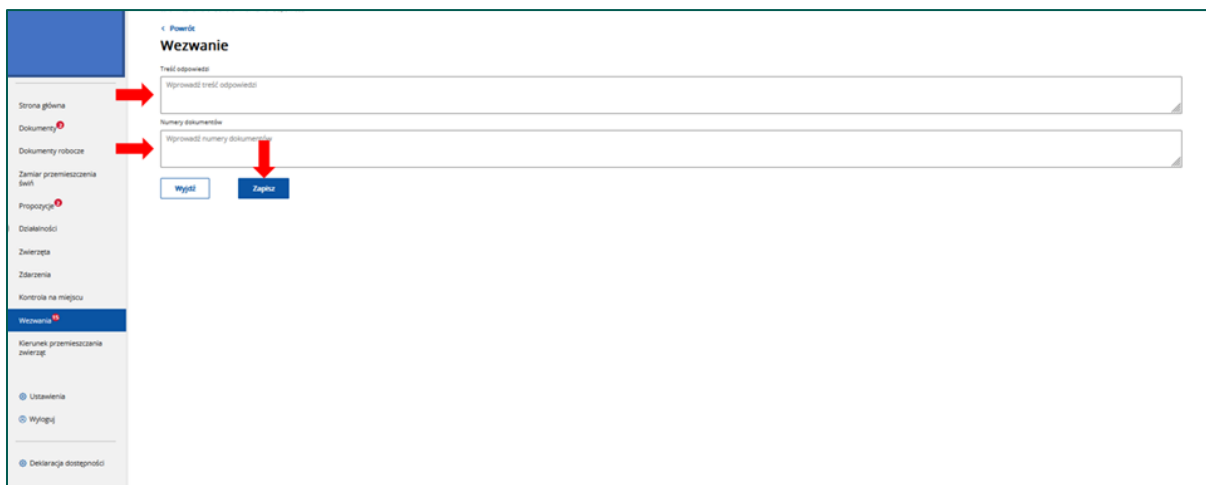 Powrót
Wezwanie
Treść odpowiedzi
Wprowadź treść odpowiedzi
Numery dokumentów
Wprowadź numery dokumentów
Wyjdź
Zapisz
Strona główna
Dokumenty
Dokumenty robocze
Zamiar przemieszczenia
świń
Propozycje
Działalności
Zwierzęta
Zdarzenia
Kontrola na miejscu
Wezwania 15
Kierunek przemieszczania
zwierząt
Ustawienia
Wyloguj
Deklaracja dostępności